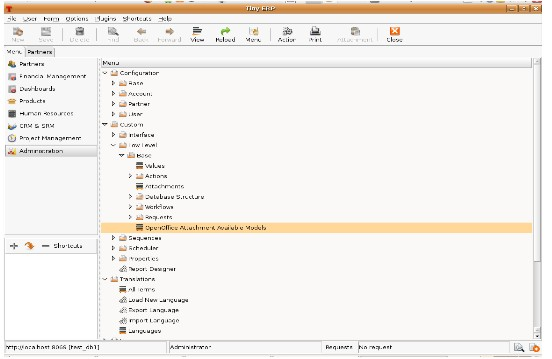 Tiny ERP
File User Form Options Plugins Shortcuts Help
New Save Delete Find Back Forward View Reload Menu Action Print Attachment Close
Menu Partners
Partners
Financial Management
Dashboards
Products
Human Resources
CRM & SRM
Project Management
Administration
Shortcuts
Menu
Configuration
Base
Account
Partner
User
Custom
Interface
Low Level
Base
Values
Actions
Attachments
Database Structure
Workflows
Requests
OpenOffice Attachment Available Models
Sequences
Scheduler
Properties
Report Designer
Translations
All Terms
Load New Language
Export Language
Import Language
Languages
http://localhost:8069 [test_db1] Administrator Requests No request